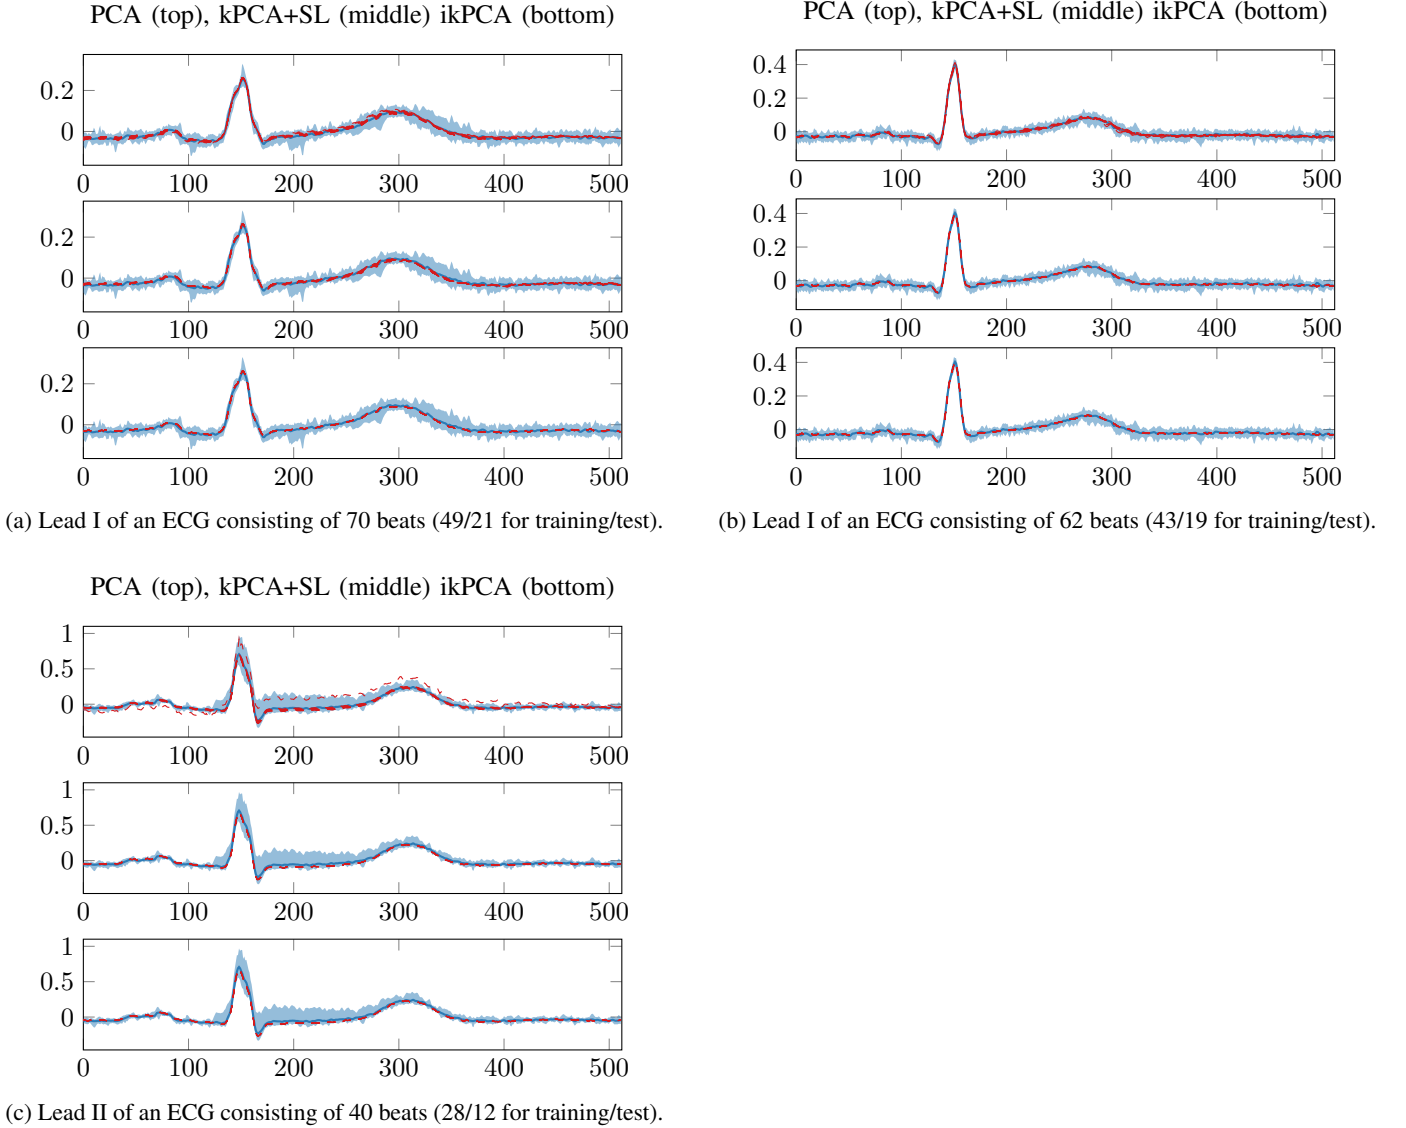 PCA (top), kPCA+SL (middle) ikPCA (bottom)
0.2
0
0 100 200 300 400 500
0.2
0
0 100 200 300 400 500
0.2
0
0 100 200 300 400 500
(a) Lead I of an ECG consisting of 70 beats (49/21 for training/test).
PCA (top), kPCA+SL (middle) ikPCA (bottom)
0.4
0.2
0
0 100 200 300 400 500
0.4
0.2
0
0 100 200 300 400 500
0.4
0.2
0
0 100 200 300 400 500
(b) Lead I of an ECG consisting of 62 beats (43/19 for training/test).
PCA (top), kPCA+SL (middle) ikPCA (bottom)
1
0.5
0
0 100 200 300 400 500
1
0.5
0
0 100 200 300 400 500
1
0.5
0
0 100 200 300 400 500
(c) Lead II of an ECG consisting of 40 beats (28/12 for training/test).